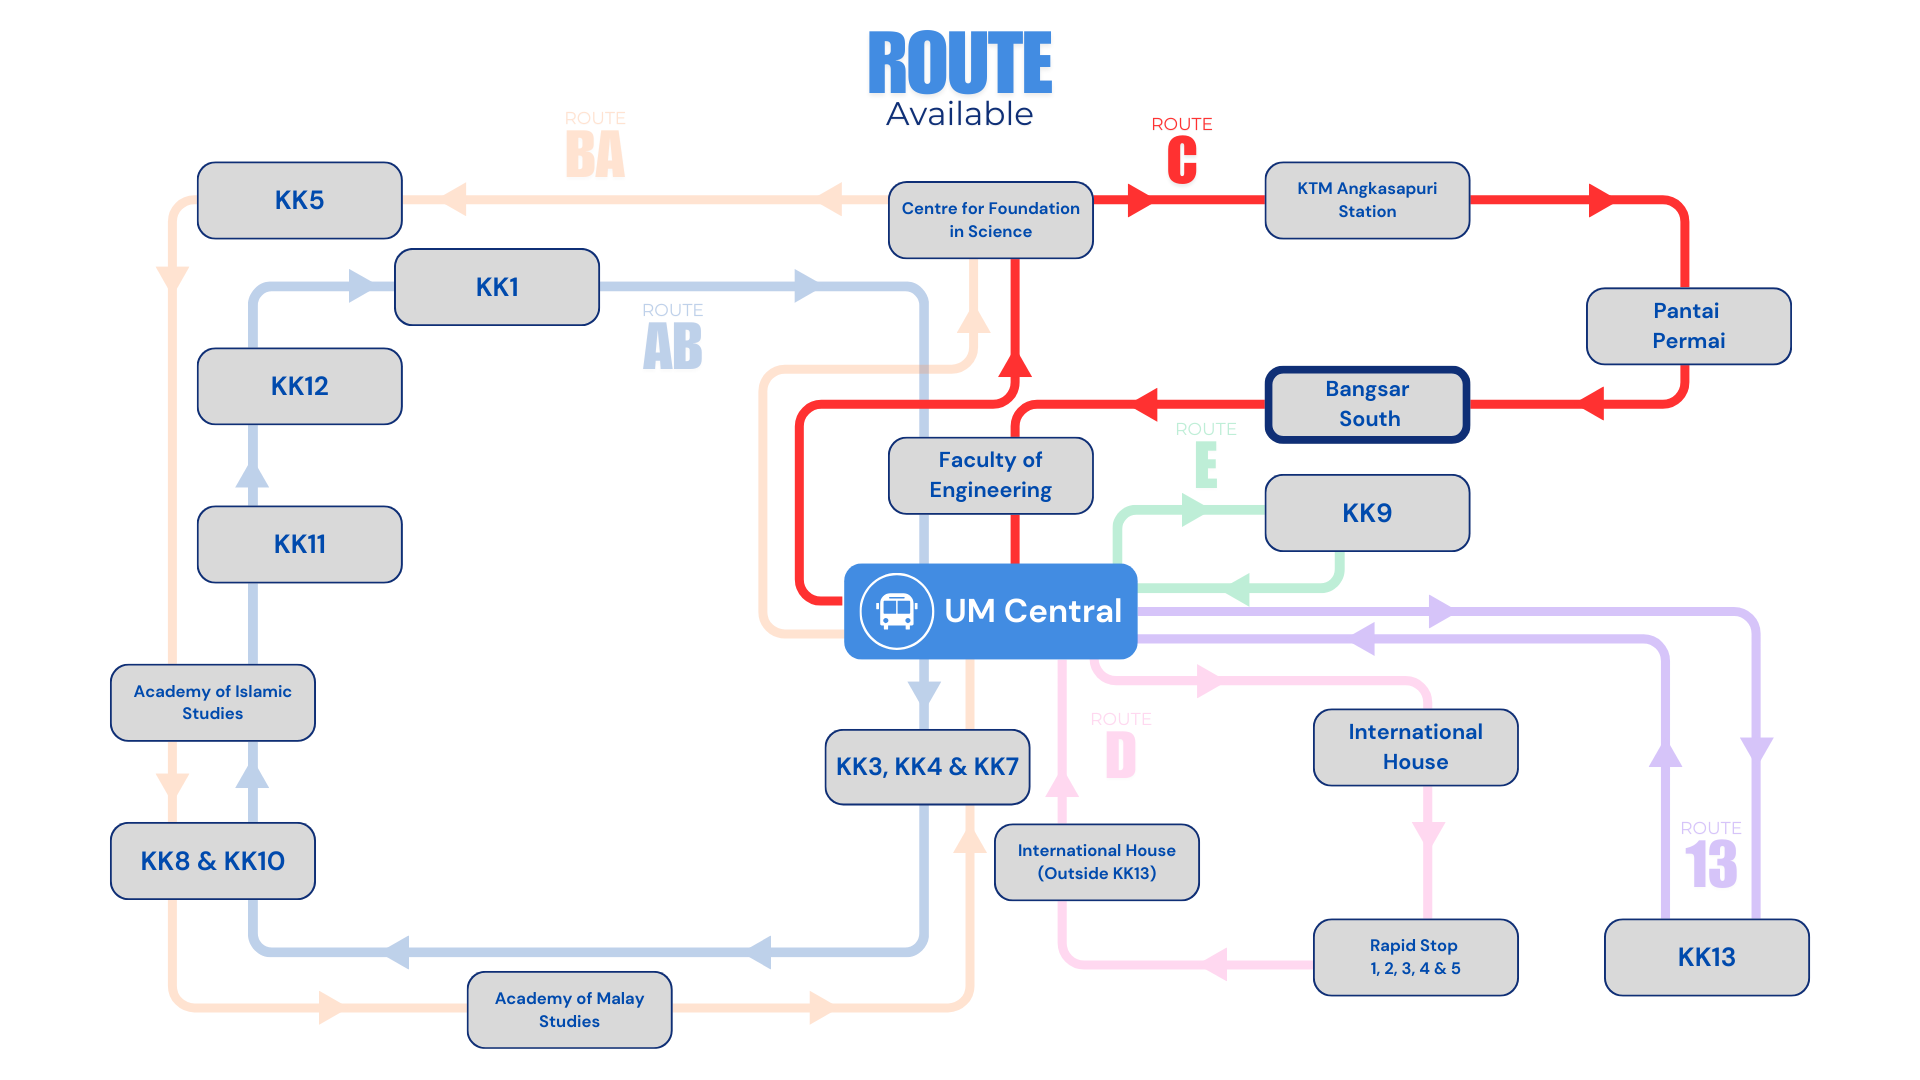 ROUTE
Available
ROUTE
BA
ROUTE
C
KK5
Centre for Foundation
in Science
KTM Angkasapuri
Station
KK1
ROUTE
AB
Pantai
Permai
KK12
Bangsar
South
ROUTE
E
Faculty of
Engineering
KK9
KK11
UM Central
Academy of Islamic
Studies
ROUTE
D
International
House
KK3, KK4 & KK7
ROUTE
13
KK8 & KK10
International House
(Outside KK13)
Rapid Stop
1, 2, 3, 4 & 5
KK13
Academy of Malay
Studies